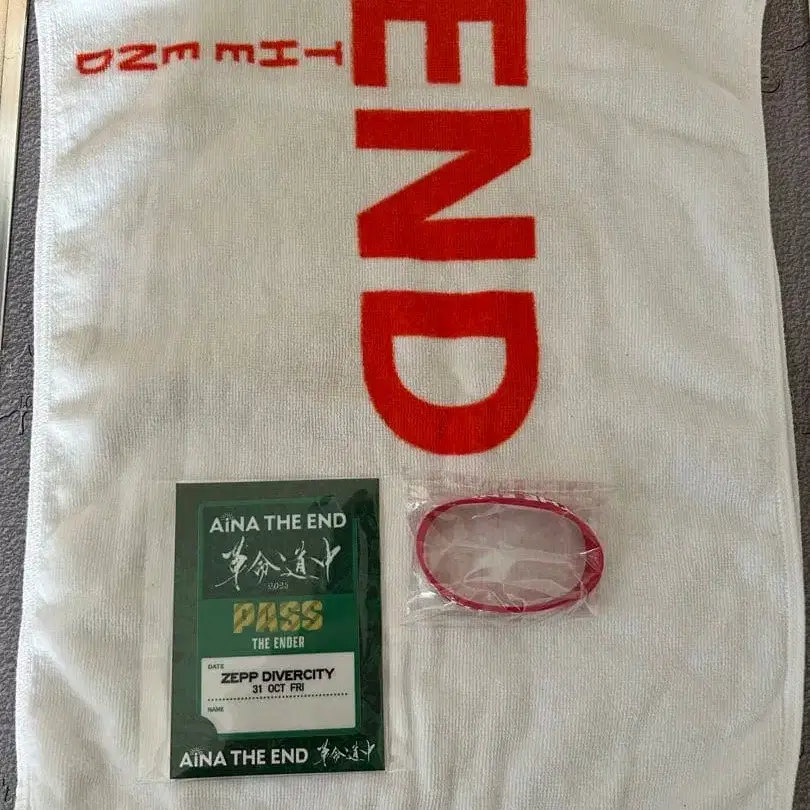 END
THE END
AiNA THE END
革命道中
2025
PASS
THE ENDER
DATE
ZEPP DIVERCITY
31 OCT FRI
NAME
AiNA THE END 革命道中